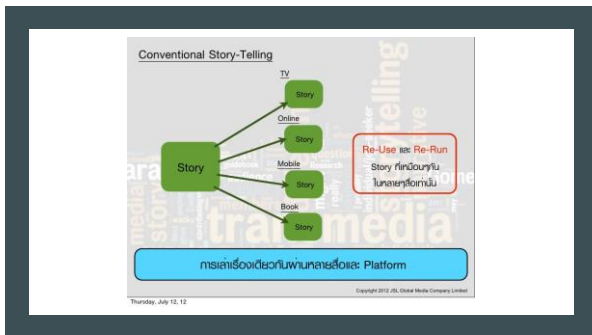 Conventional Story-Telling
TV
Story
Online
Story
Story
Mobile
Story
Book
Story
Re-Use และ Re-Run
Story ที่เหมือนๆกัน
ในหลายๆสื่อเท่านั้น
transmedia
storytelling
การเล่าเรื่องเดียวกันผ่านหลายสื่อและ Platform
Copyright 2012 JSL Global Media Company Limited
Thursday, July 12, 12